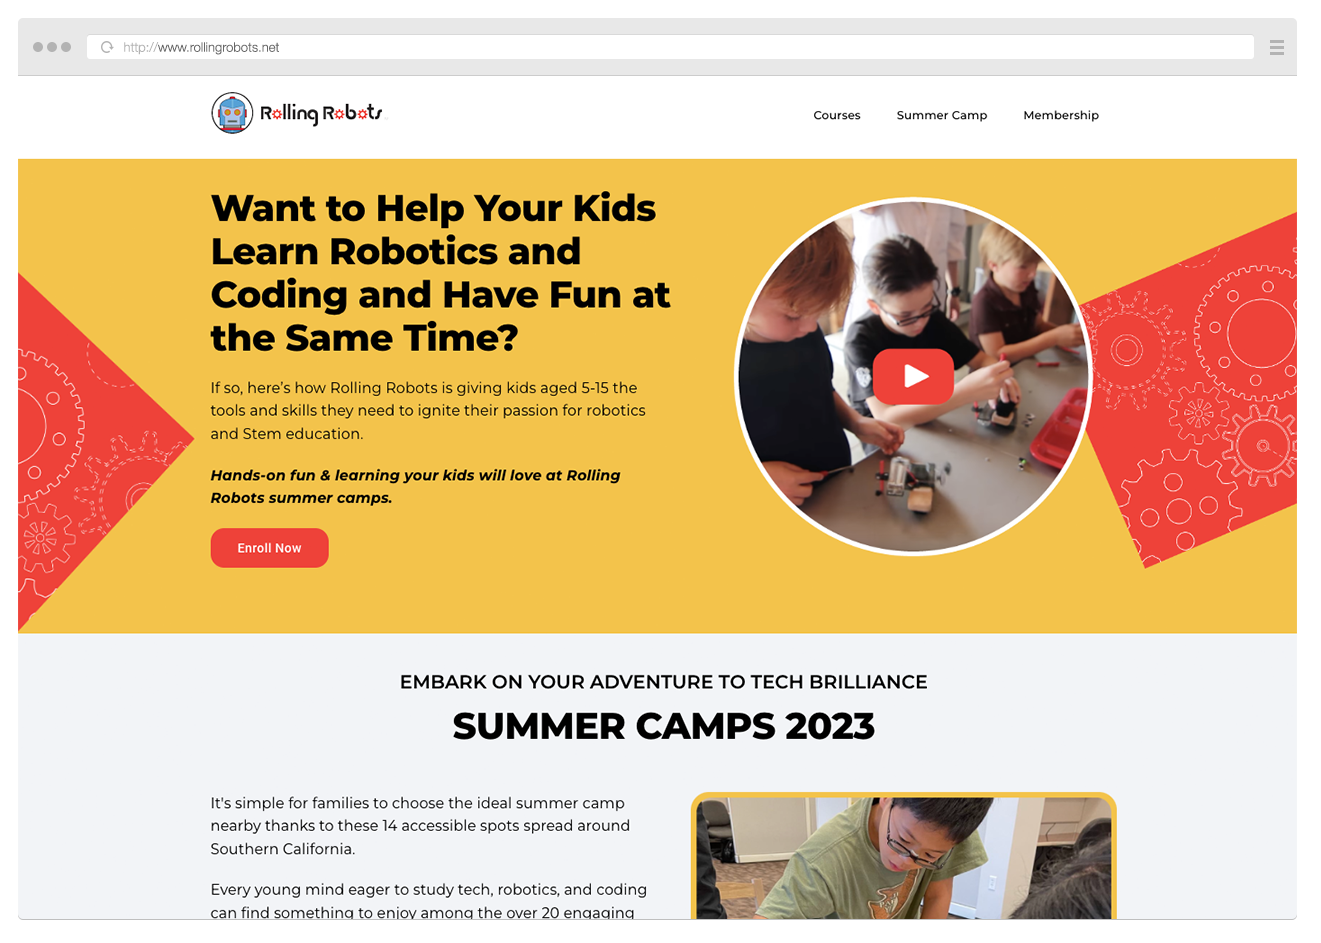 http://www.rollingrobots.net
Rolling Robots
Courses
Summer Camp
Membership
Want to Help Your Kids
Learn Robotics and
Coding and Have Fun at
the Same Time?
If so, here's how Rolling Robots is giving kids aged 5-15 the
tools and skills they need to ignite their passion for robotics
and Stem education.
Hands-on fun & learning your kids will love at Rolling
Robots summer camps.
Enroll Now
EMBARK ON YOUR ADVENTURE TO TECH BRILLIANCE
SUMMER CAMPS 2023
It's simple for families to choose the ideal summer camp
nearby thanks to these 14 accessible spots spread around
Southern California.
Every young mind eager to study tech, robotics, and coding
can find something to enjoy among the over 20 engaging